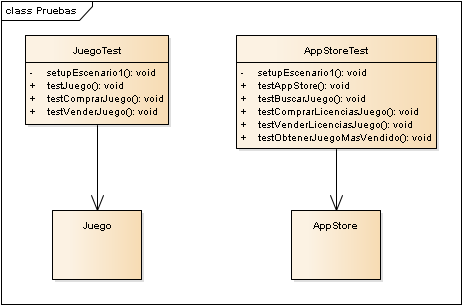 class Pruebas
JuegoTest
- setupEscenario1(): void
+ testJuego(): void
+ testComprarJuego(): void
+ testVenderJuego(): void
AppStoreTest
- setupEscenario1(): void
+ testAppStore(): void
+ testBuscarJuego(): void
+ testComprarLicenciasJuego(): void
+ testVenderLicenciasJuego(): void
+ testObtenerJuegoMasVendido(): void
Juego
AppStore